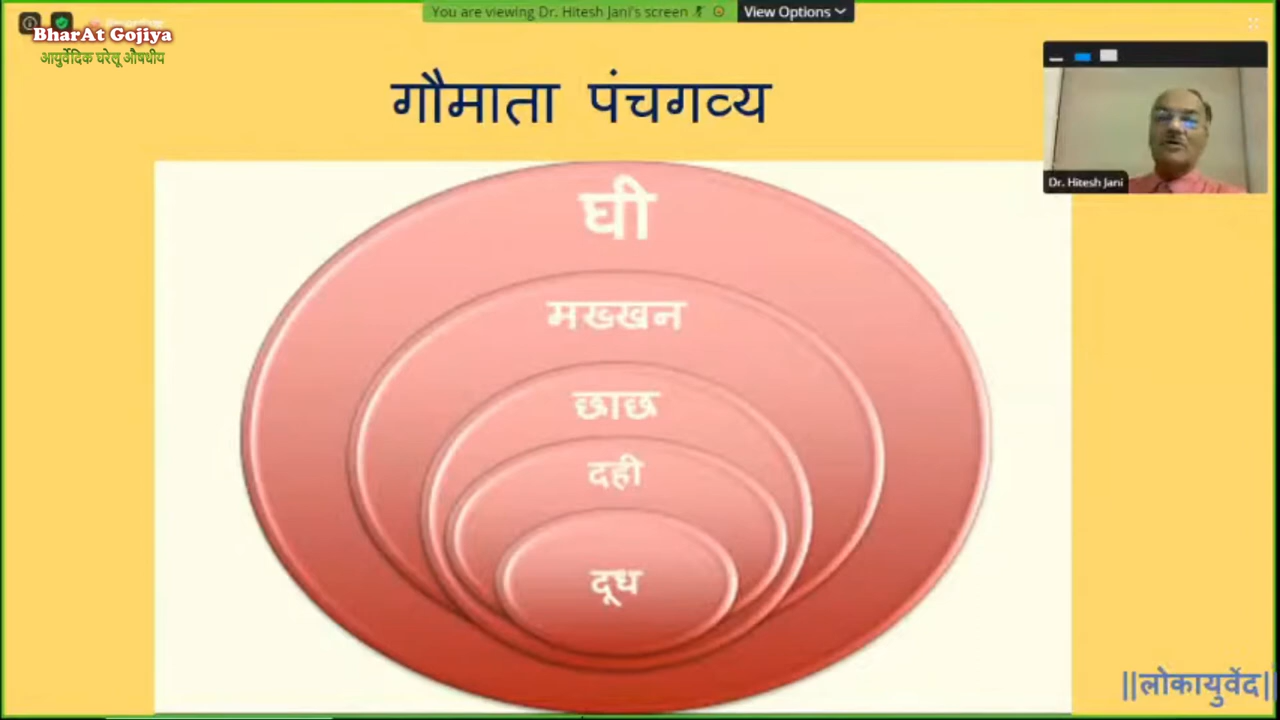 You are viewing Dr. Hitesh Jani's screen
View Options
BharAt Gojiya
आयुर्वेदिक घरेलू औषधीय
गौमाता पंचगव्य
Dr. Hitesh Jani
घी
मख्खन
छाछ
दही
दूध
||लोकायुर्वेद|